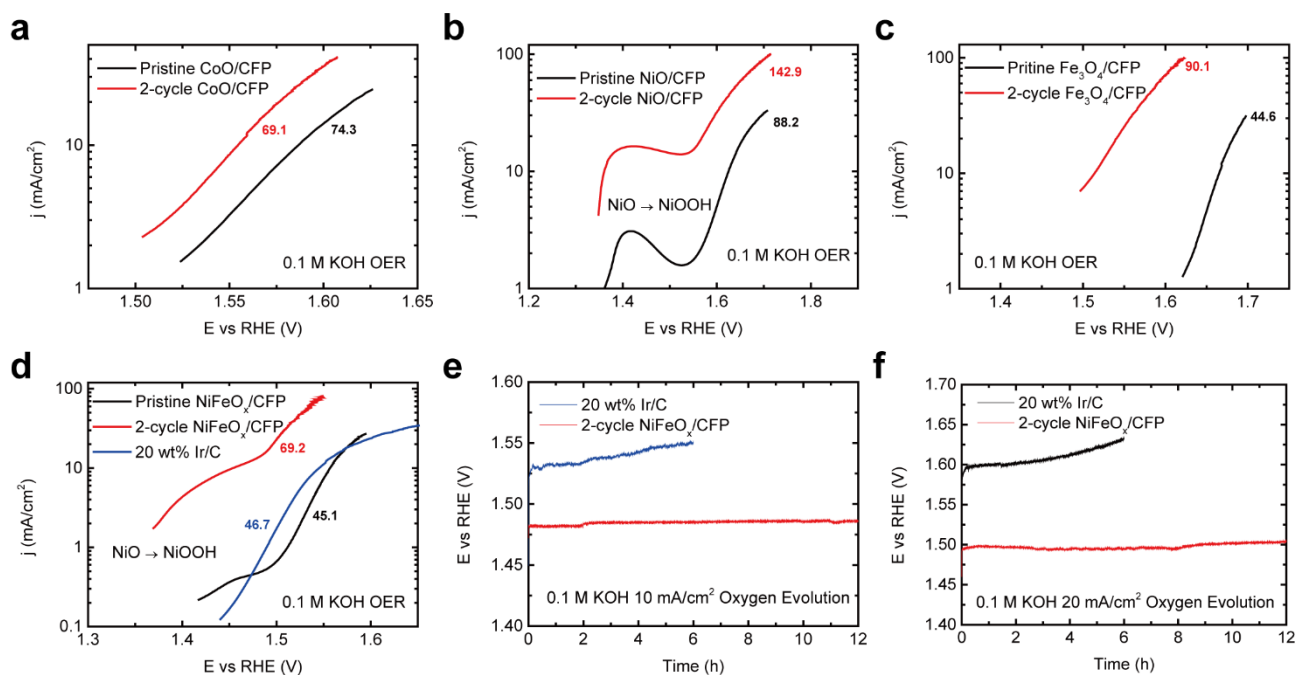 a
Pristine CoO/CFP
2-cycle CoO/CFP
69.1
74.3
0.1 M KOH OER
j (mA/cm²)
10
1
1.50
1.55
1.60
1.65
E vs RHE (V)
b
100
Pristine NiO/CFP
2-cycle NiO/CFP
142.9
88.2
NiO → NiOOH
0.1 M KOH OER
j (mA/cm²)
10
1
1.2
1.4
1.6
1.8
E vs RHE (V)
c
100
Pritine Fe₃O₄/CFP
2-cycle Fe₃O₄/CFP
90.1
44.6
0.1 M KOH OER
j (mA/cm²)
10
1
1.4
1.5
1.6
1.7
E vs RHE (V)
d
100
Pristine NiFeOₓ/CFP
2-cycle NiFeOₓ/CFP
20 wt% Ir/C
69.2
46.7
45.1
NiO → NiOOH
0.1 M KOH OER
j (mA/cm²)
10
1
0.1
1.3
1.4
1.5
1.6
E vs RHE (V)
e
1.60
20 wt% Ir/C
2-cycle NiFeOₓ/CFP
1.55
1.50
1.45
1.40
E vs RHE (V)
0.1 M KOH 10 mA/cm² Oxygen Evolution
0
2
4
6
8
10
12
Time (h)
f
1.70
20 wt% Ir/C
2-cycle NiFeOₓ/CFP
1.65
1.60
1.55
1.50
1.45
1.40
E vs RHE (V)
0.1 M KOH 20 mA/cm² Oxygen Evolution
0
2
4
6
8
10
12
Time (h)